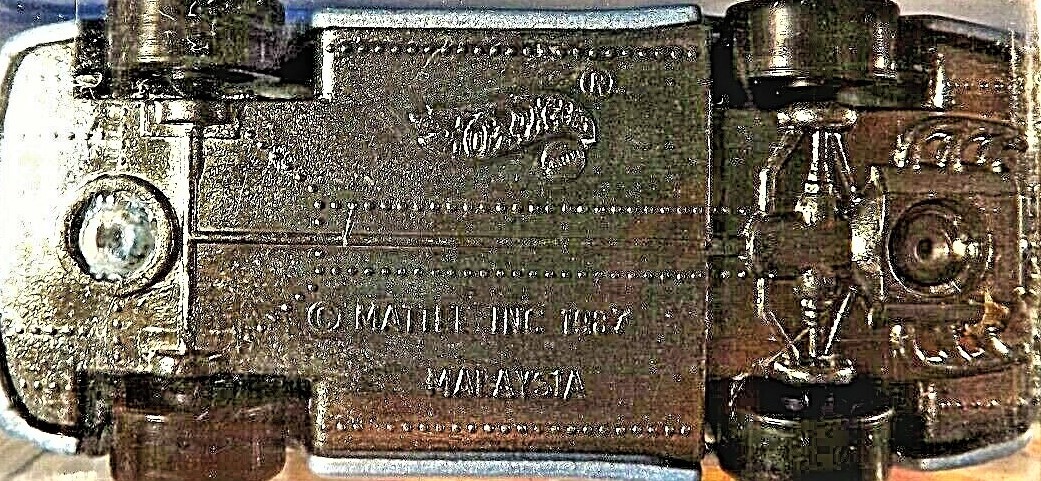 Hot Wheels ®
© MATTEL INC 1987
MALAYSIA